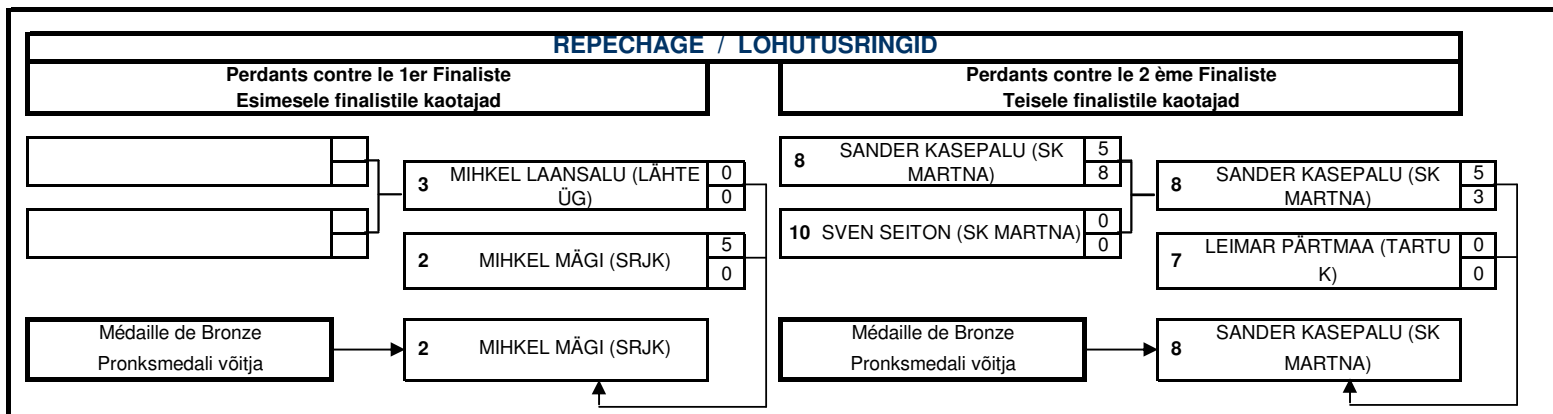 REPECHAGE / LOHUTUSRINGID
Perdants contre le 1er Finaliste
Esimesele finalistile kaotajad
Perdants contre le 2 ème Finaliste
Teisele finalistile kaotajad
3 MIHKEL LAANSALU (LÄHTE ÜG) 0 0
2 MIHKEL MÄGI (SRJK) 5 0
Médaille de Bronze
Pronksmedali võitja
2 MIHKEL MÄGI (SRJK)
8 SANDER KASEPALU (SK MARTNA) 5 8
10 SVEN SEITON (SK MARTNA) 0 0
8 SANDER KASEPALU (SK MARTNA) 5 3
7 LEIMAR PÄRTMAA (TARTU K) 0 0
Médaille de Bronze
Pronksmedali võitja
8 SANDER KASEPALU (SK MARTNA)